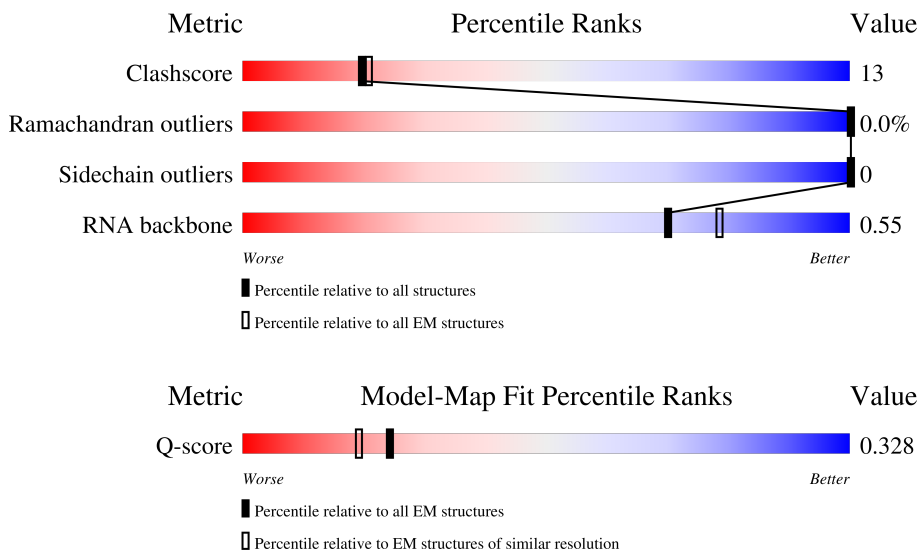 Metric Percentile Ranks Value
Clashscore 13
Ramachandran outliers 0.0%
Sidechain outliers 0
RNA backbone 0.55
Worse Better
Percentile relative to all structures
Percentile relative to all EM structures
Metric Model-Map Fit Percentile Ranks Value
Q-score 0.328
Worse Better
Percentile relative to all EM structures
Percentile relative to EM structures of similar resolution